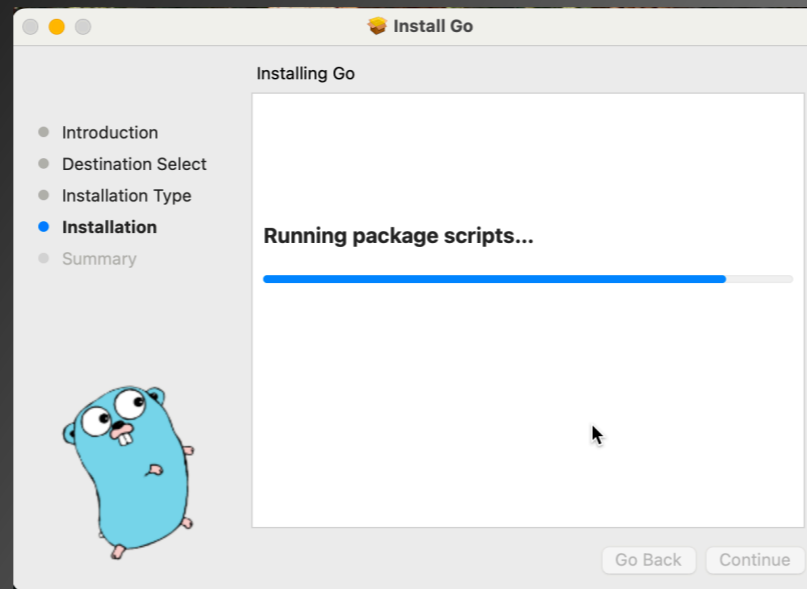 Install Go
Installing Go
Introduction
Destination Select
Installation Type
Installation
Summary
Running package scripts...
Go Back
Continue